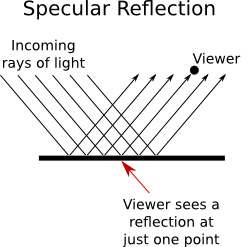 Specular Reflection
Incoming
rays of light
Viewer
Viewer sees a
reflection at
just one point